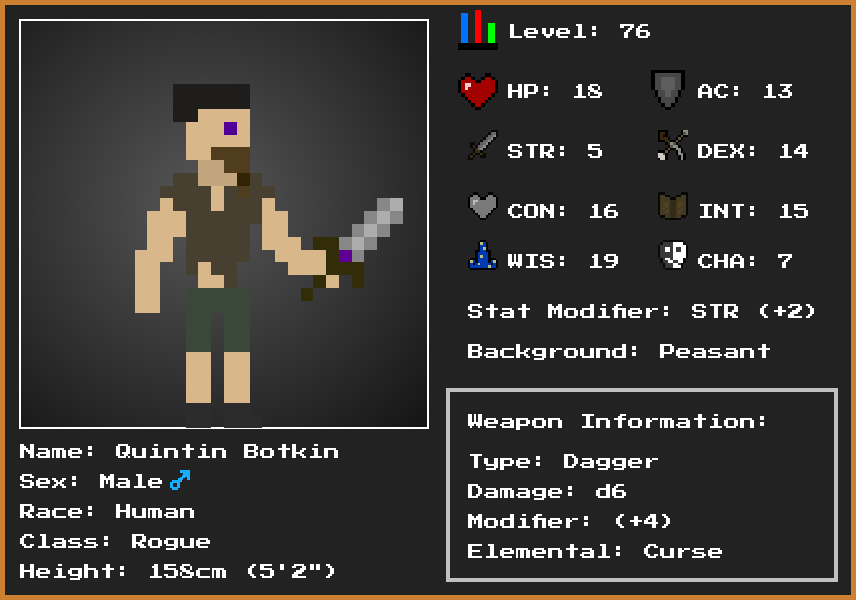 Level: 76
HP: 18 AC: 13
STR: 5 DEX: 14
CON: 16 INT: 15
WIS: 19 CHA: 7
Stat Modifier: STR (+2)
Background: Peasant
Weapon Information:
Type: Dagger
Damage: d6
Modifier: (+4)
Elemental: Curse
Name: Quintin Botkin
Sex: Male ♂
Race: Human
Class: Rogue
Height: 158cm (5'2")